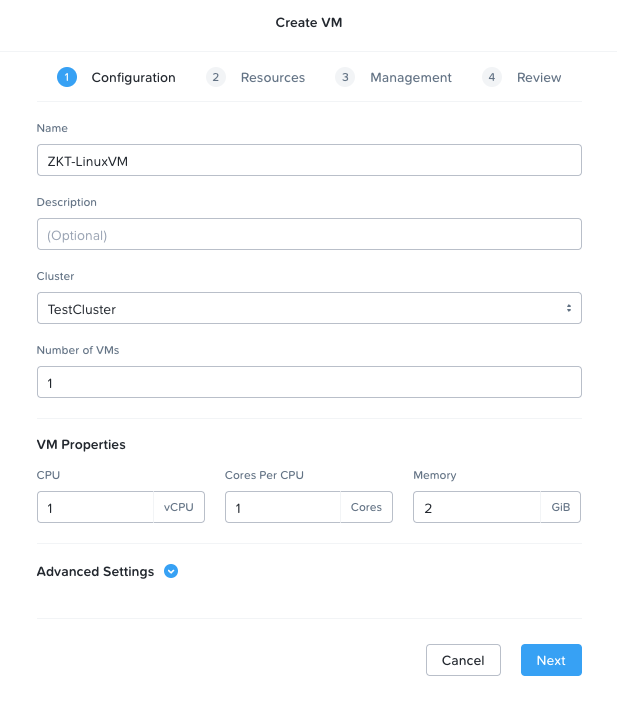 Create VM
1 Configuration 2 Resources 3 Management 4 Review
Name
ZKT-LinuxVM
Description
(Optional)
Cluster
TestCluster
Number of VMs
1
VM Properties
CPU Cores Per CPU Memory
1 vCPU 1 Cores 2 GiB
Advanced Settings
Cancel Next